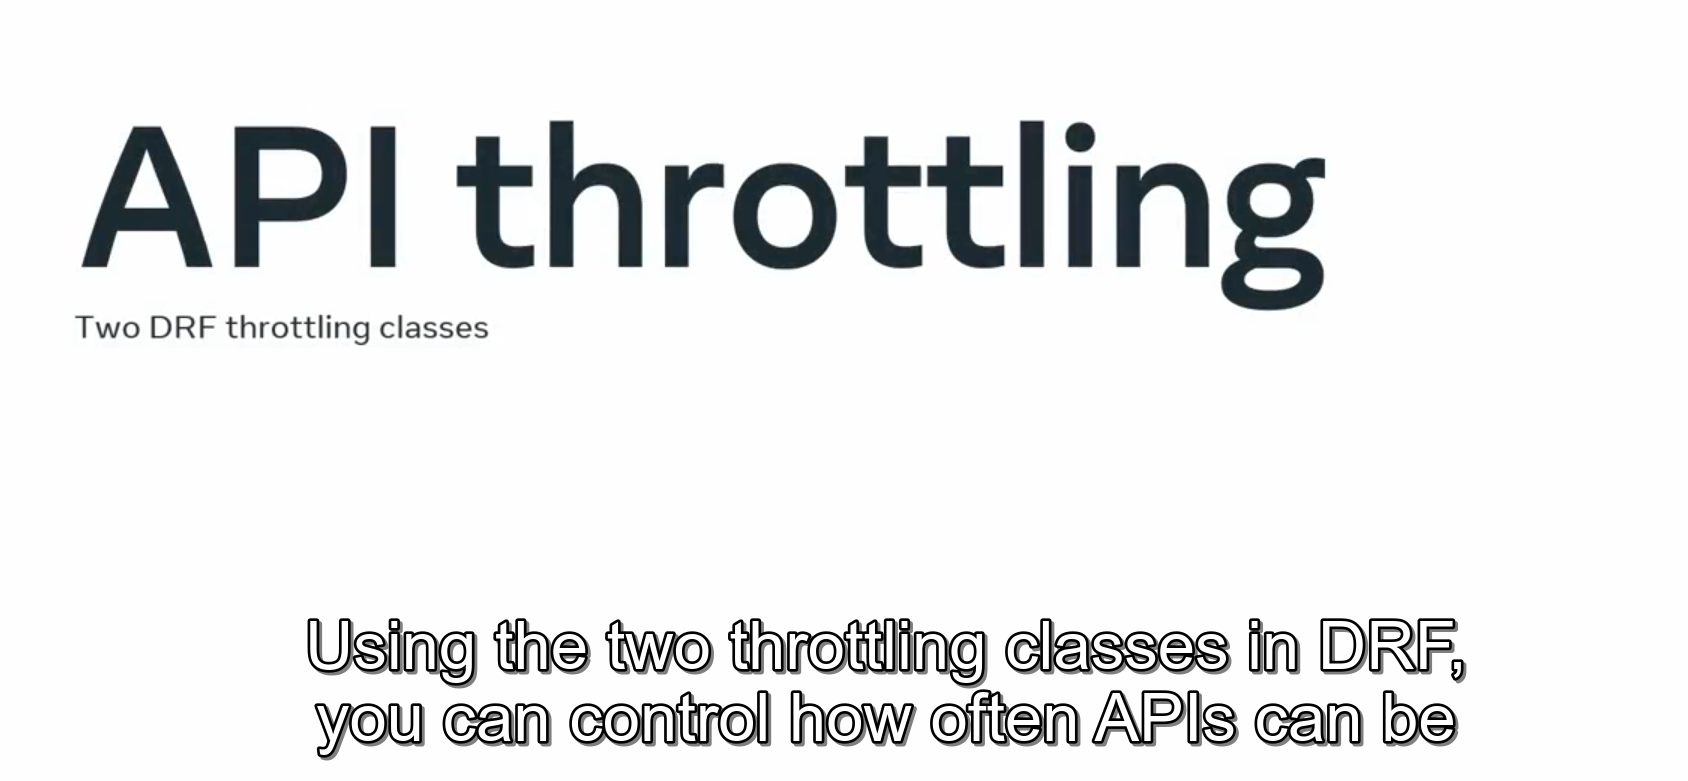 API throttling
Two DRF throttling classes
Using the two throttling classes in DRF,
you can control how often APIs can be